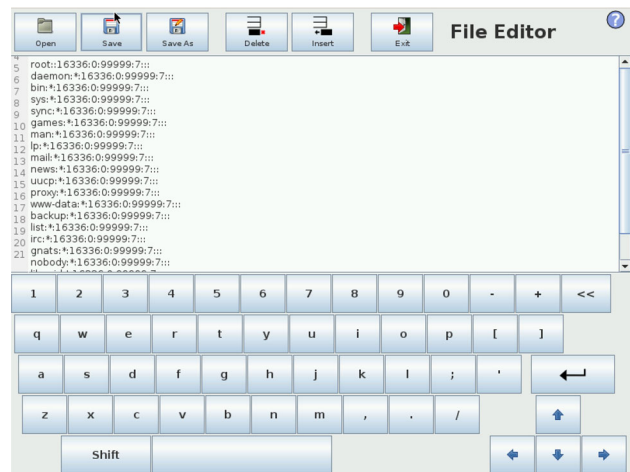 File Editor
?
Open Save Save As Delete Insert Exit
4
5 root::16336:0:99999:7:::
6 daemon:*:16336:0:99999:7:::
7 bin:*:16336:0:99999:7:::
8 sys:*:16336:0:99999:7:::
9 sync:*:16336:0:99999:7:::
10 games:*:16336:0:99999:7:::
11 man:*:16336:0:99999:7:::
12 lp:*:16336:0:99999:7:::
13 mail:*:16336:0:99999:7:::
14 news:*:16336:0:99999:7:::
15 uucp:*:16336:0:99999:7:::
16 proxy:*:16336:0:99999:7:::
17 www-data:*:16336:0:99999:7:::
18 backup:*:16336:0:99999:7:::
19 list:*:16336:0:99999:7:::
20 irc:*:16336:0:99999:7:::
21 gnats:*:16336:0:99999:7:::
nobody:*:16336:0:99999:7:::
1 2 3 4 5 6 7 8 9 0 - + <<
q w e r t y u i o p [ ]
a s d f g h j k l ; '
z x c v b n m , . /
Shift